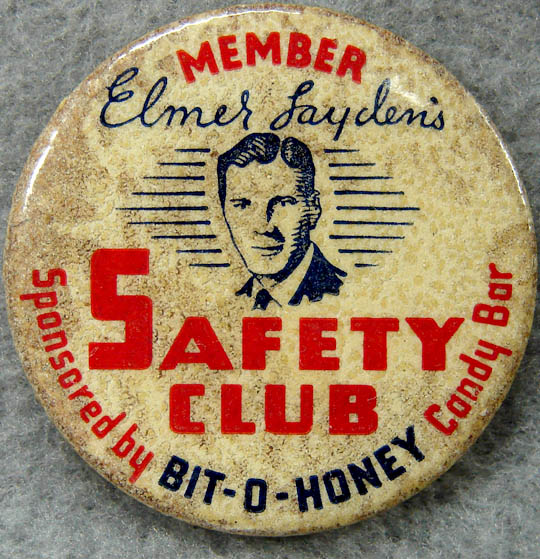 MEMBER
Elmer Layden's
SAFETY
CLUB
Sponsored by BIT-O-HONEY Candy Bar